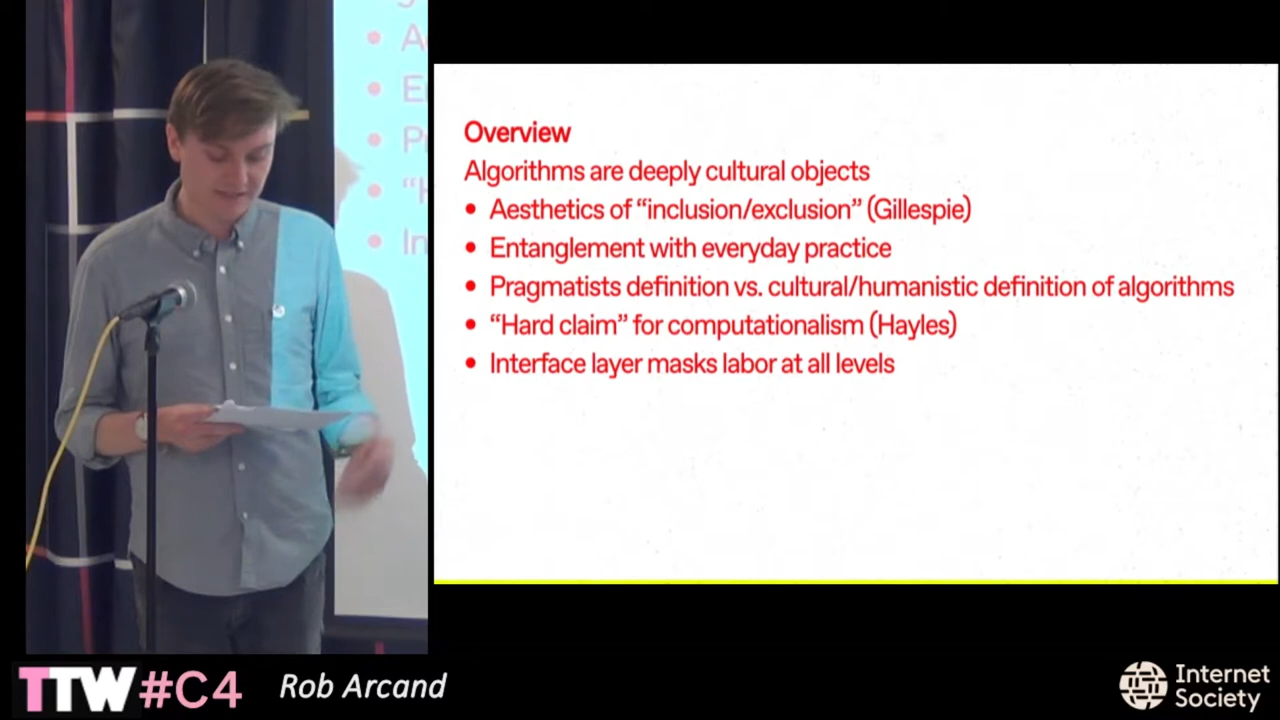 Overview
Algorithms are deeply cultural objects
• Aesthetics of “inclusion/exclusion” (Gillespie)
• Entanglement with everyday practice
• Pragmatists definition vs. cultural/humanistic definition of algorithms
• “Hard claim” for computationalism (Hayles)
• Interface layer masks labor at all levels
TTW #C4
Rob Arcand
Internet
Society